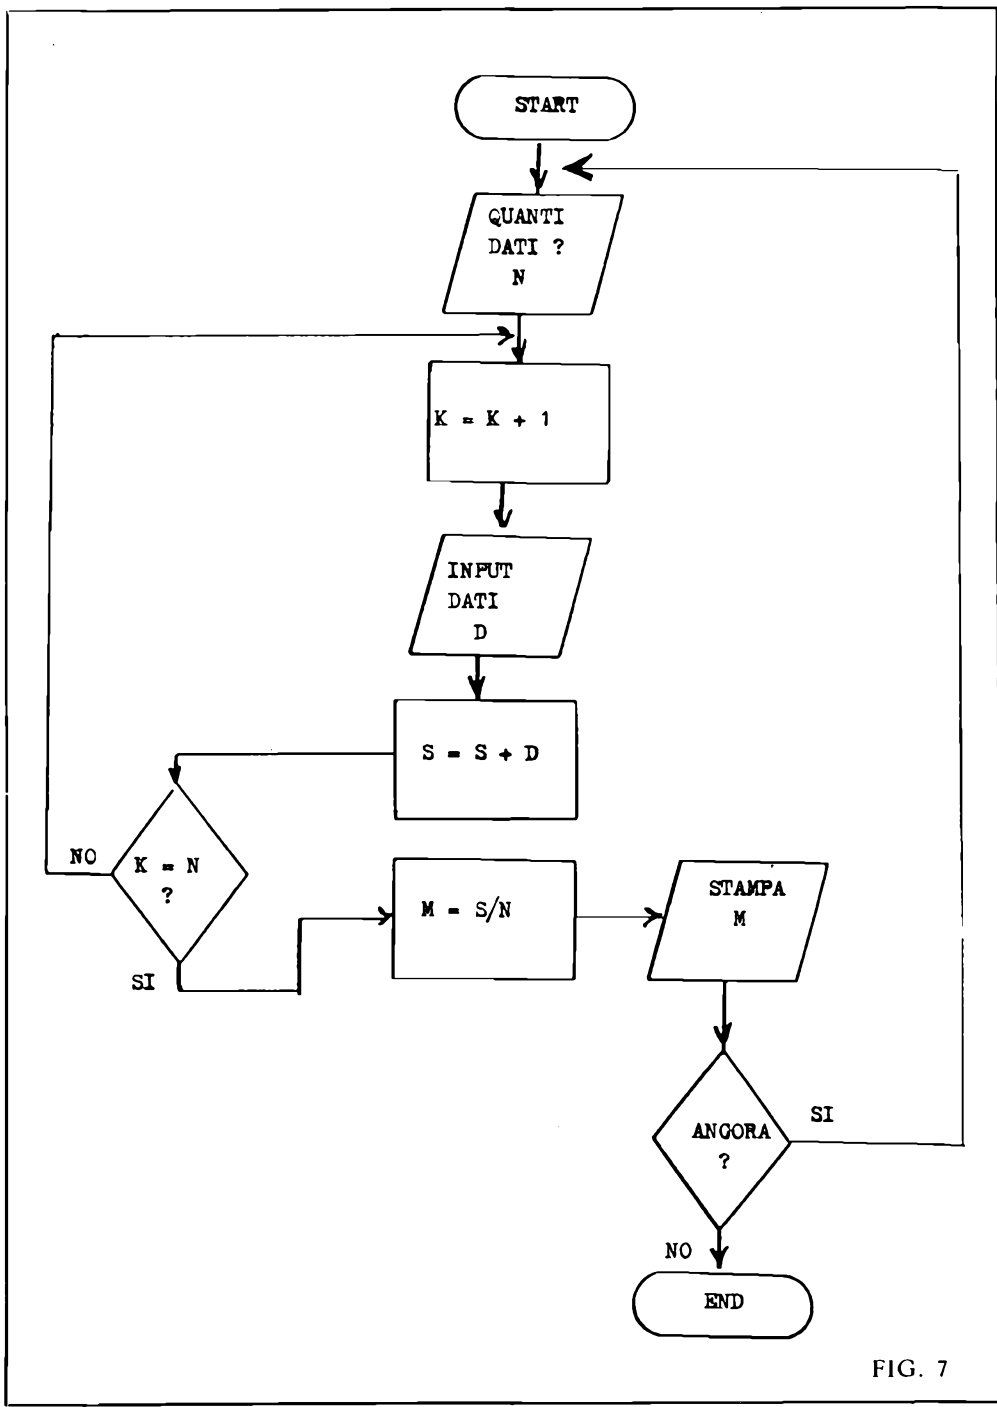 START
QUANTI
DATI ?
N
K = K + 1
INPUT
DATI
D
S = S + D
K = N
?
NO
SI
M = S/N
STAMPA
M
ANCORA
?
SI
NO
END
FIG. 7